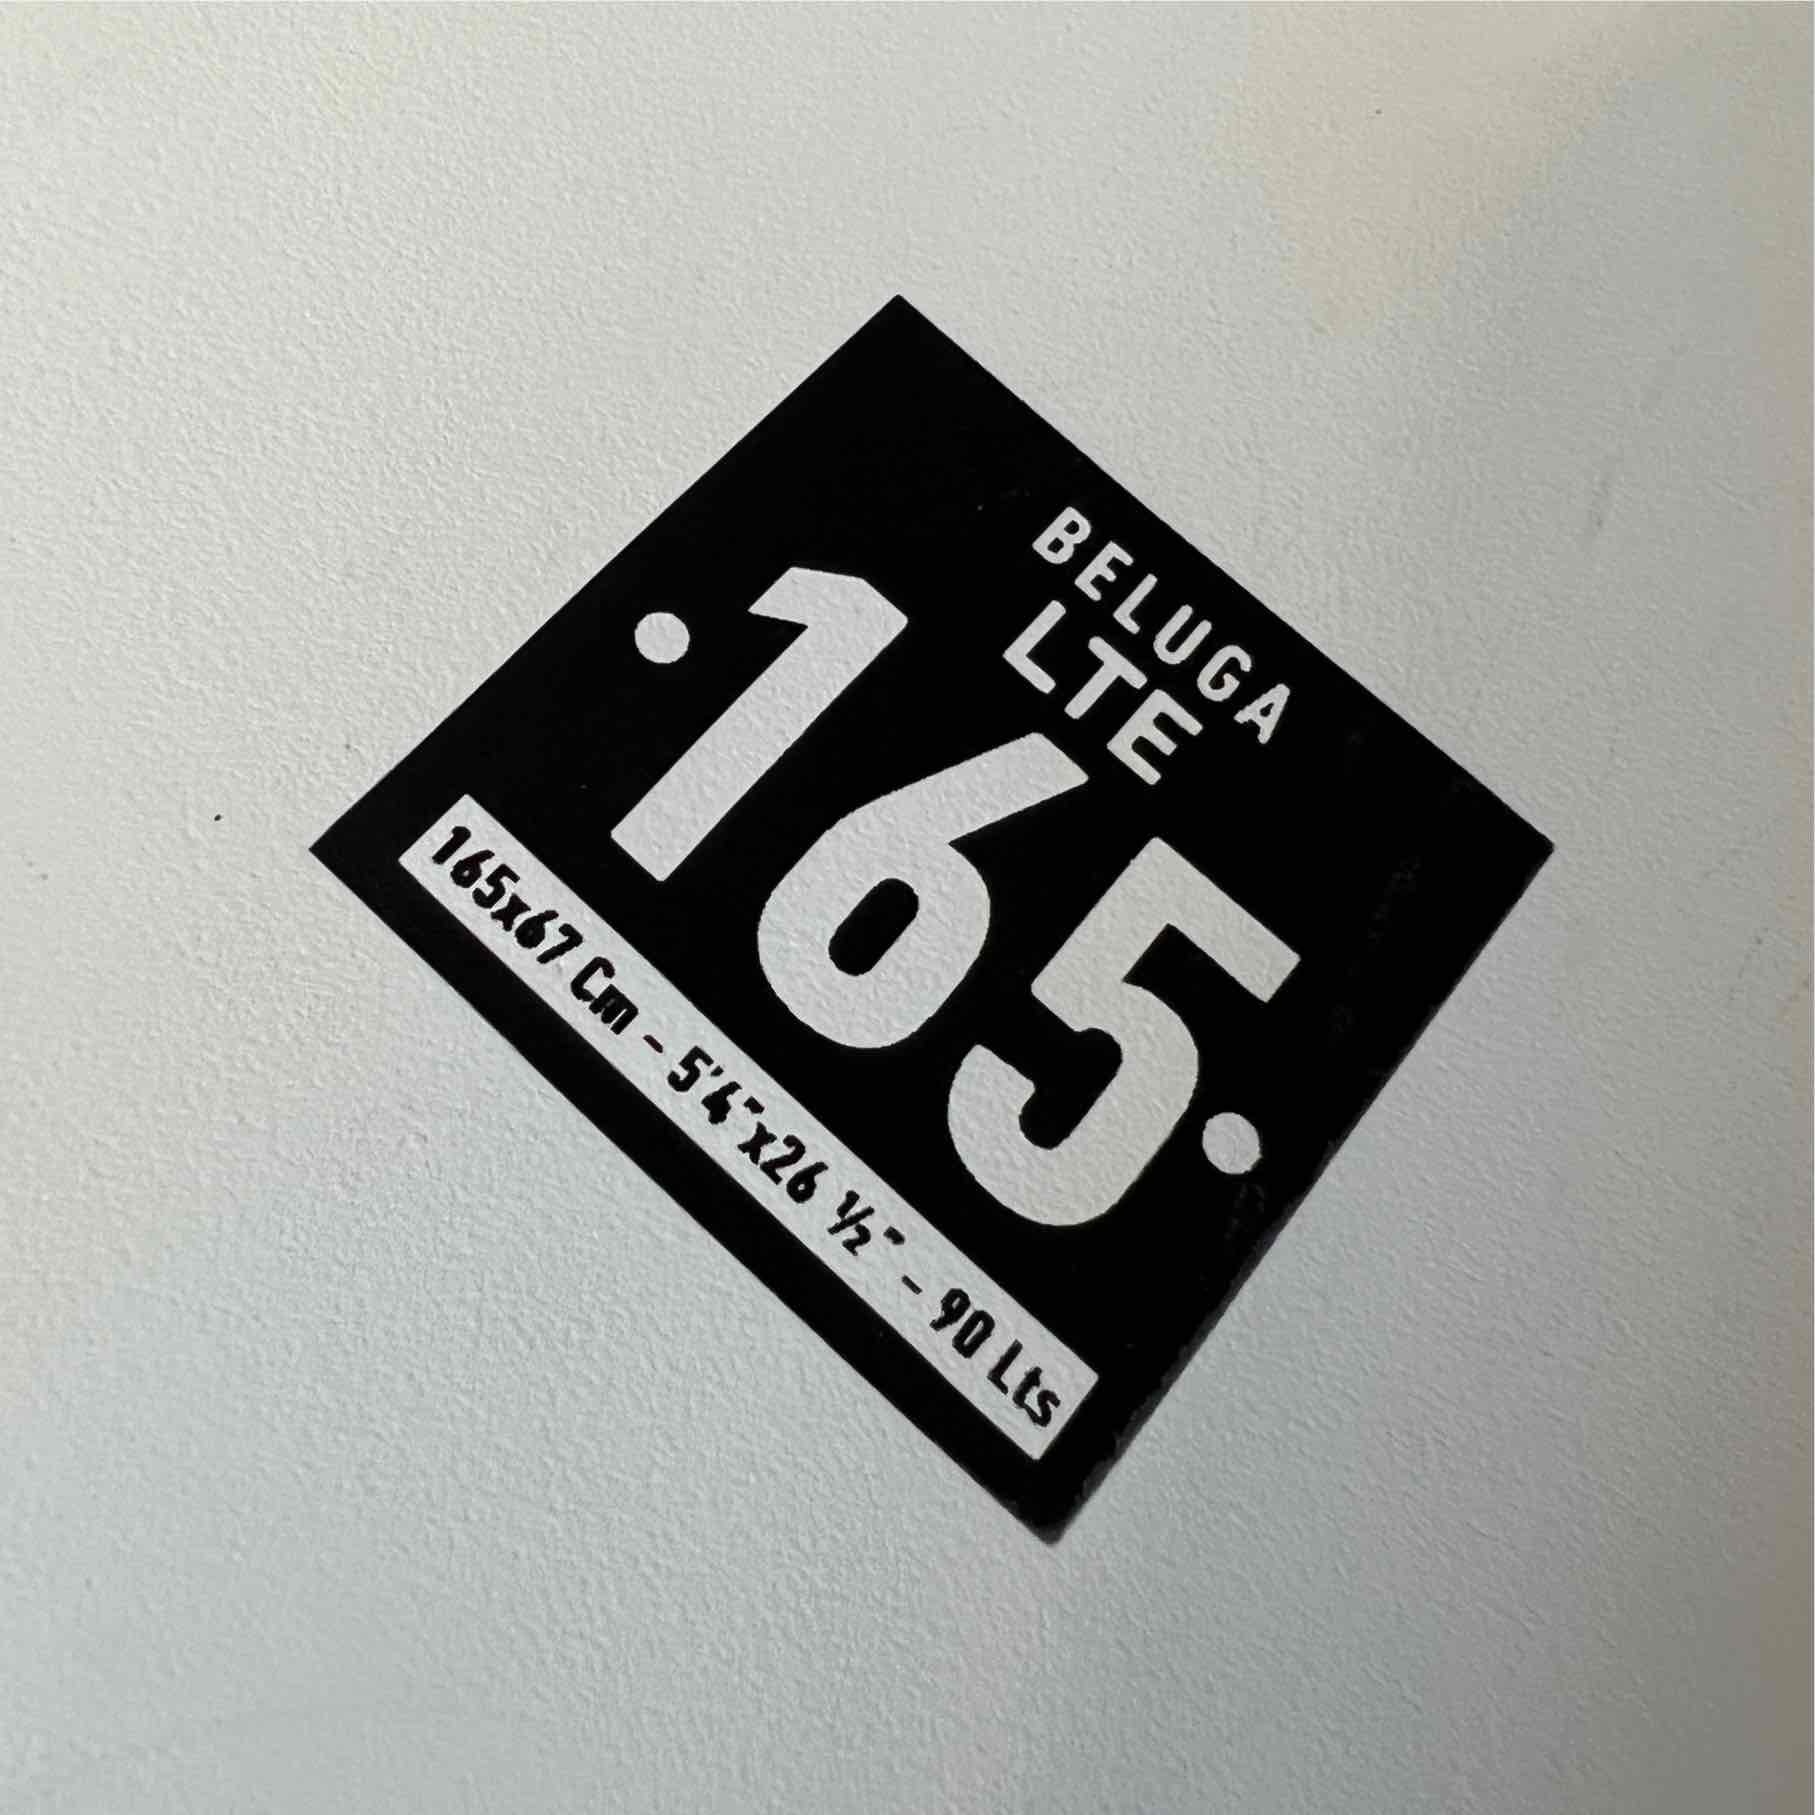 BELUGA
LTE
165
165x67 Cm - 5'4"x26 ½" - 90 Lts